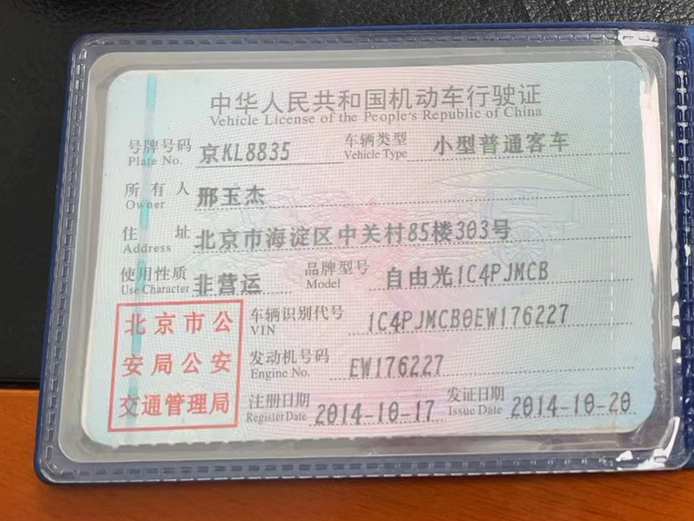 中华人民共和国机动车行驶证
Vehicle License of the People's Republic of China
号牌号码 京KL8835 车辆类型 小型普通客车
Plate No. Vehicle Type
所有人 邢玉杰
Owner
住址 北京市海淀区中关村85楼303号
Address
使用性质 非营运 品牌型号 自由光1C4PJMCB
Use Character Model
车辆识别代号 1C4PJMCB0EW176227
VIN
发动机号码 EW176227
Engine No.
注册日期 2014-10-17 发证日期 2014-10-20
Register Date Issue Date
北京市公
安局公安
交通管理局